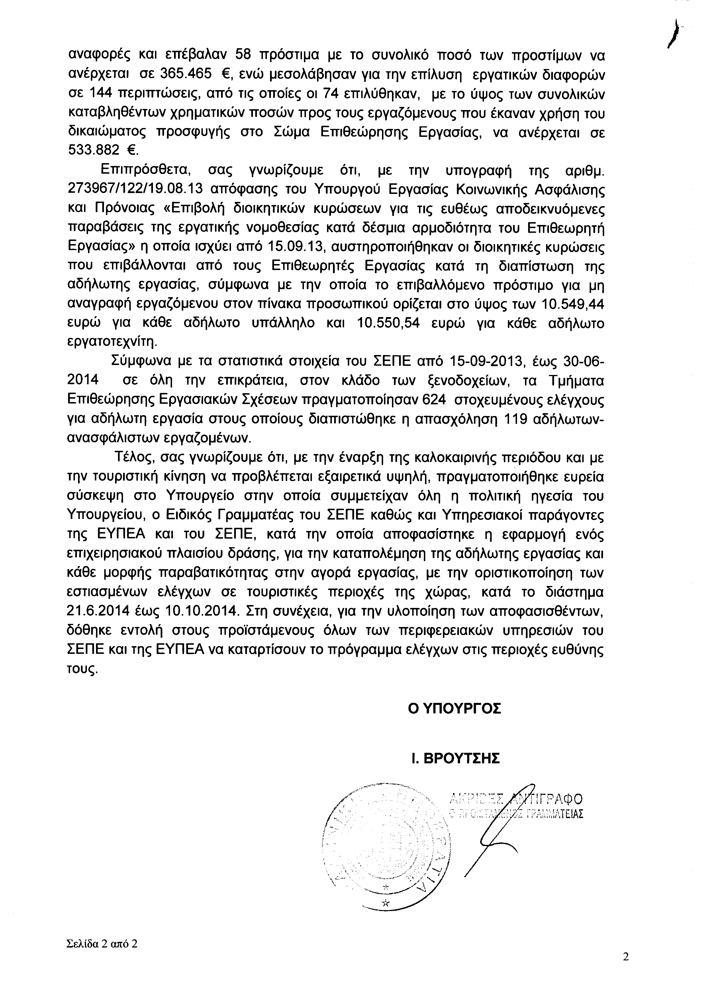 αναφορές και επέβαλαν 58 πρόστιμα με το συνολικό ποσό των προστίμων να
ανέρχεται σε 365.465 €, ενώ μεσολάβησαν για την επίλυση εργατικών διαφορών
σε 144 περιπτώσεις, από τις οποίες οι 74 επιλύθηκαν, με το ύψος των συνολικών
καταβληθέντων χρηματικών ποσών προς τους εργαζόμενους που έκαναν χρήση του
δικαιώματος προσφυγής στο Σώμα Επιθεώρησης Εργασίας, να ανέρχεται σε
533.882 €.
Επιπρόσθετα, σας γνωρίζουμε ότι, με την υπογραφή της αριθμ.
273967/122/19.08.13 απόφασης του Υπουργού Εργασίας Κοινωνικής Ασφάλισης
και Πρόνοιας «Επιβολή διοικητικών κυρώσεων για τις ευθέως αποδεικνυόμενες
παραβάσεις της εργατικής νομοθεσίας κατά δέσμια αρμοδιότητα του Επιθεωρητή
Εργασίας» η οποία ισχύει από 15.09.13, αυστηροποιήθηκαν οι διοικητικές κυρώσεις
που επιβάλλονται από τους Επιθεωρητές Εργασίας κατά τη διαπίστωση της
αδήλωτης εργασίας, σύμφωνα με την οποία το επιβαλλόμενο πρόστιμο για μη
αναγραφή εργαζόμενου στον πίνακα προσωπικού ορίζεται στο ύψος των 10.549,44
ευρώ για κάθε αδήλωτο υπάλληλο και 10.550,54 ευρώ για κάθε αδήλωτο
εργατοτεχνίτη.
Σύμφωνα με τα στατιστικά στοιχεία του ΣΕΠΕ από 15-09-2013, έως 30-06-
2014 σε όλη την επικράτεια, στον κλάδο των ξενοδοχείων, τα Τμήματα
Επιθεώρησης Εργασιακών Σχέσεων πραγματοποίησαν 624 στοχευμένους ελέγχους
για αδήλωτη εργασία στους οποίους διαπιστώθηκε η απασχόληση 119 αδήλωτων-
ανασφάλιστων εργαζομένων.
Τέλος, σας γνωρίζουμε ότι, με την έναρξη της καλοκαιρινής περιόδου και με
την τουριστική κίνηση να προβλέπεται εξαιρετικά υψηλή, πραγματοποιήθηκε ευρεία
σύσκεψη στο Υπουργείο στην οποία συμμετείχαν όλη η πολιτική ηγεσία του
Υπουργείου, ο Ειδικός Γραμματέας του ΣΕΠΕ καθώς και Υπηρεσιακοί παράγοντες
της ΕΥΠΕΑ και του ΣΕΠΕ, κατά την οποία αποφασίστηκε η εφαρμογή ενός
επιχειρησιακού πλαισίου δράσης, για την καταπολέμηση της αδήλωτης εργασίας και
κάθε μορφής παραβατικότητας στην αγορά εργασίας, με την οριστικοποίηση των
εστιασμένων ελέγχων σε τουριστικές περιοχές της χώρας, κατά το διάστημα
21.6.2014 έως 10.10.2014. Στη συνέχεια, για την υλοποίηση των αποφασισθέντων,
δόθηκε εντολή στους προϊστάμενους όλων των περιφερειακών υπηρεσιών του
ΣΕΠΕ και της ΕΥΠΕΑ να καταρτίσουν το πρόγραμμα ελέγχων στις περιοχές ευθύνης
τους.
Ο ΥΠΟΥΡΓΟΣ
Ι. ΒΡΟΥΤΣΗΣ
ΑΚΡΙΒΕΣ ΑΝΤΙΓΡΑΦΟ
Ο ΠΡΟΪΣΤΑΜΕΝΟΣ ΓΡΑΜΜΑΤΕΙΑΣ
Σελίδα 2 από 2
2